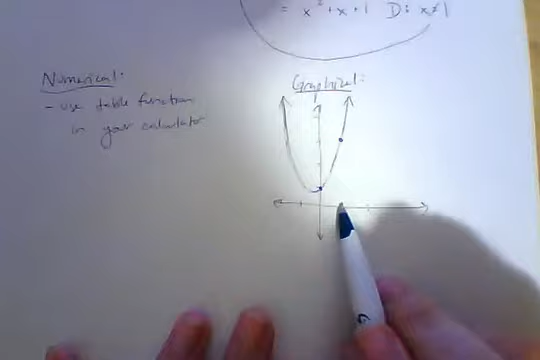 = x² + x + 1 D: x ≠ 1
Numerical:
- use table function
in your calculator
Graphical: